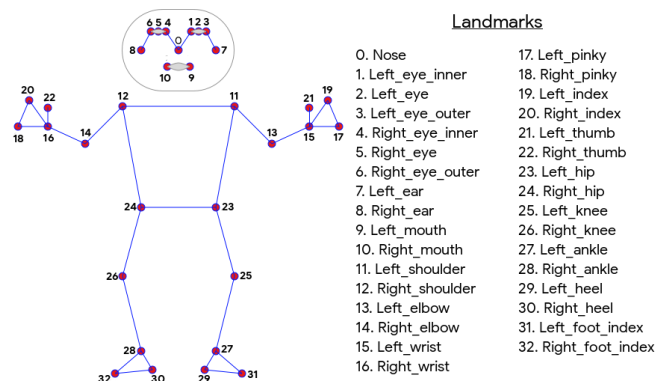 Landmarks
0. Nose
1. Left_eye_inner
2. Left_eye
3. Left_eye_outer
4. Right_eye_inner
5. Right_eye
6. Right_eye_outer
7. Left_ear
8. Right_ear
9. Left_mouth
10. Right_mouth
11. Left_shoulder
12. Right_shoulder
13. Left_elbow
14. Right_elbow
15. Left_wrist
16. Right_wrist
17. Left_pinky
18. Right_pinky
19. Left_index
20. Right_index
21. Left_thumb
22. Right_thumb
23. Left_hip
24. Right_hip
25. Left_knee
26. Right_knee
27. Left_ankle
28. Right_ankle
29. Left_heel
30. Right_heel
31. Left_foot_index
32. Right_foot_index
6 5 4 1 2 3
0
8 7
10 9
20 22 12 11 21 19
18 16 14 13 15 17
24 23
26 25
28 27
32 30 29 31